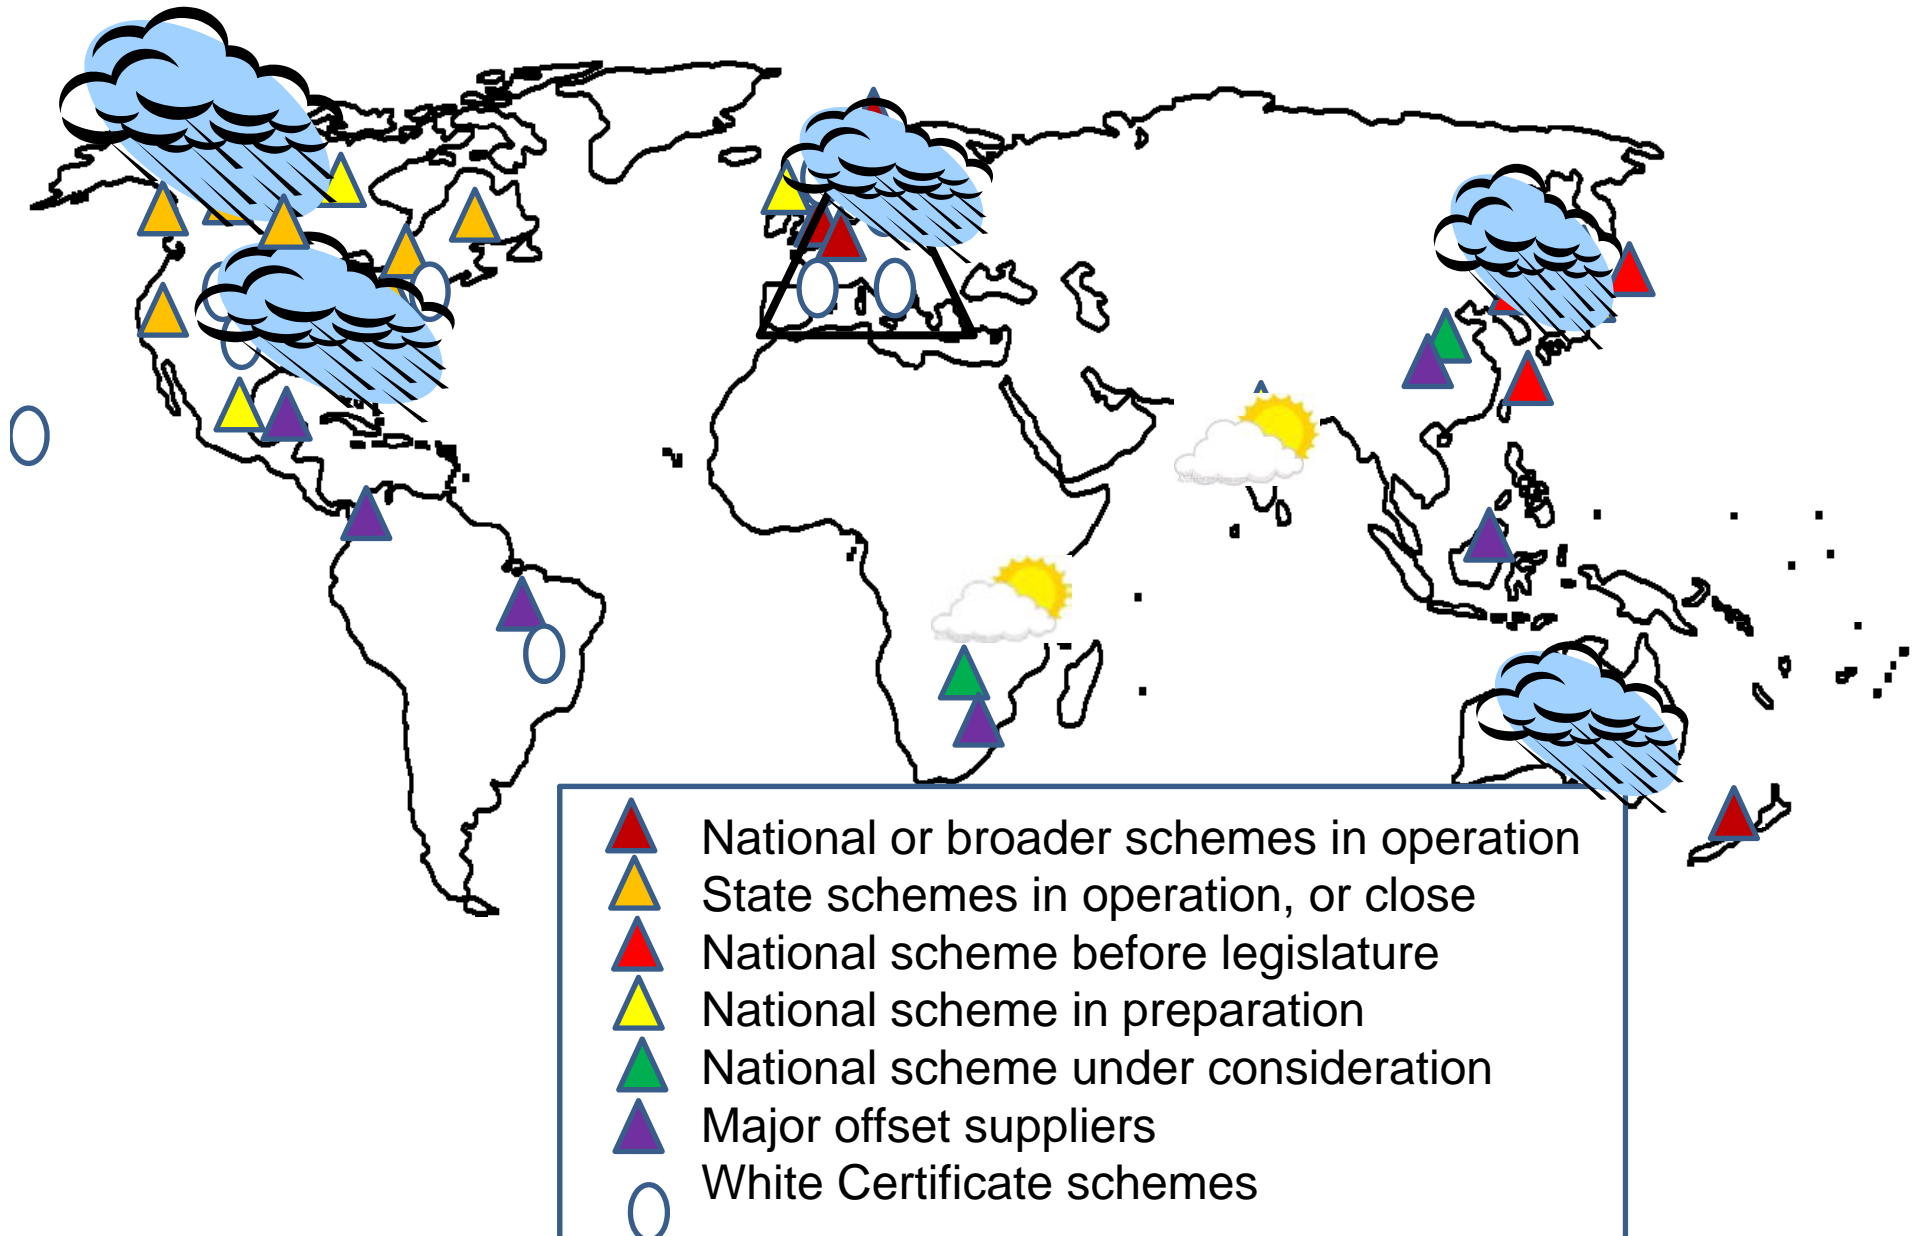 National or broader schemes in operation
State schemes in operation, or close
National scheme before legislature
National scheme in preparation
National scheme under consideration
Major offset suppliers
White Certificate schemes